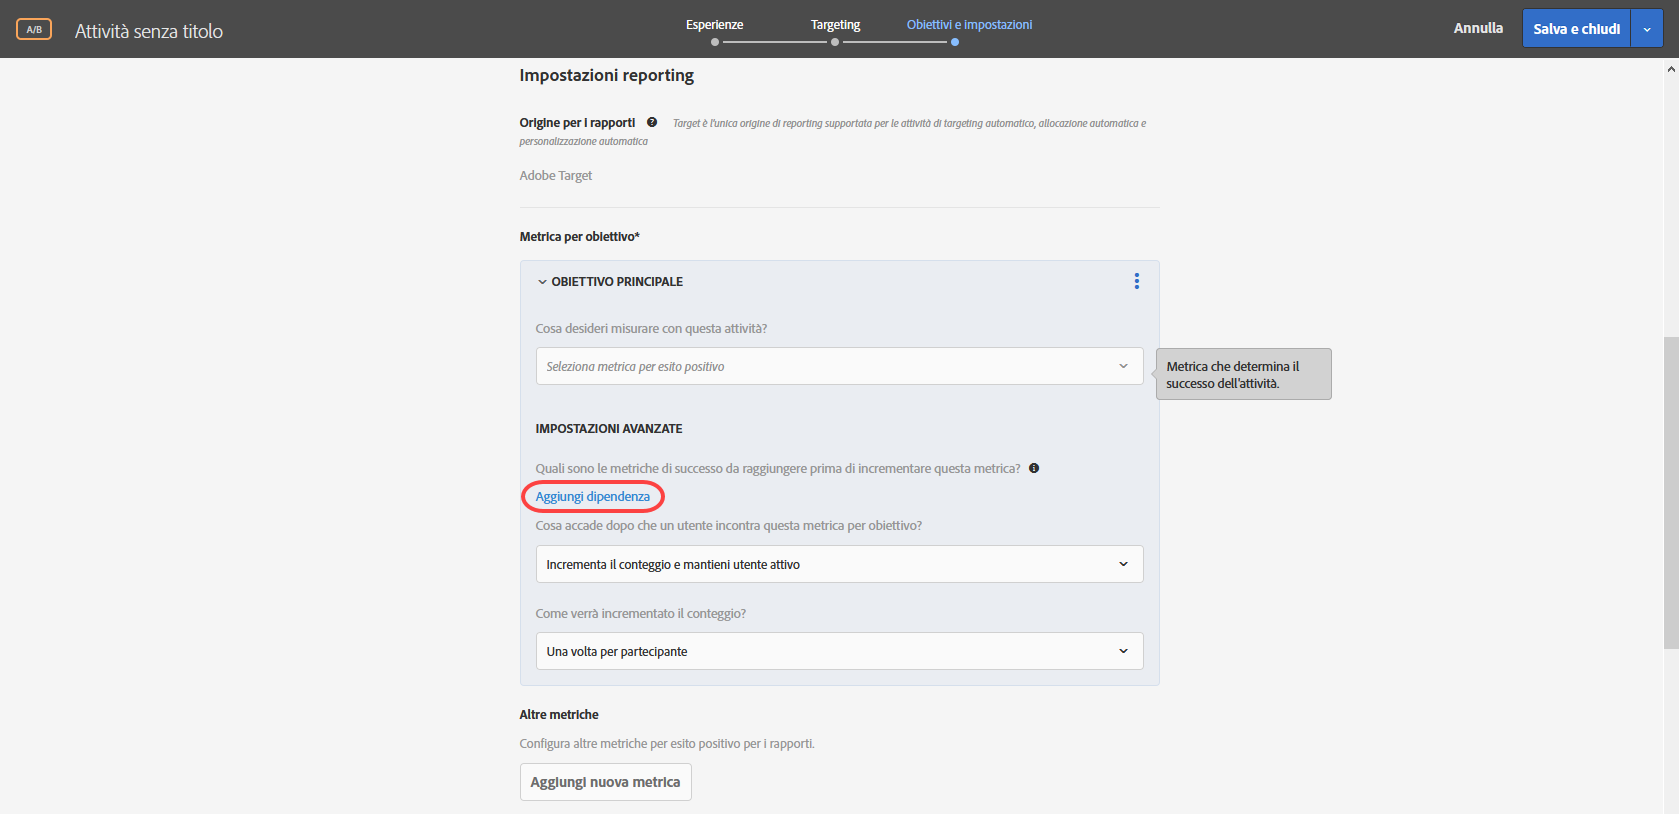 A/B
Attività senza titolo
Esperienze
Targeting
Obiettivi e impostazioni
Annulla
Salva e chiudi
Impostazioni reporting
Origine per i rapporti
Target è l'unica origine di reporting supportata per le attività di targeting automatico, allocazione automatica e
personalizzazione automatica
Adobe Target
Metrica per obiettivo*
OBIETTIVO PRINCIPALE
Cosa desideri misurare con questa attività?
Seleziona metrica per esito positivo
Metrica che determina il
successo dell'attività.
IMPOSTAZIONI AVANZATE
Quali sono le metriche di successo da raggiungere prima di incrementare questa metrica?
Aggiungi dipendenza
Cosa accade dopo che un utente incontra questa metrica per obiettivo?
Incrementa il conteggio e mantieni utente attivo
Come verrà incrementato il conteggio?
Una volta per partecipante
Altre metriche
Configura altre metriche per esito positivo per i rapporti.
Aggiungi nuova metrica